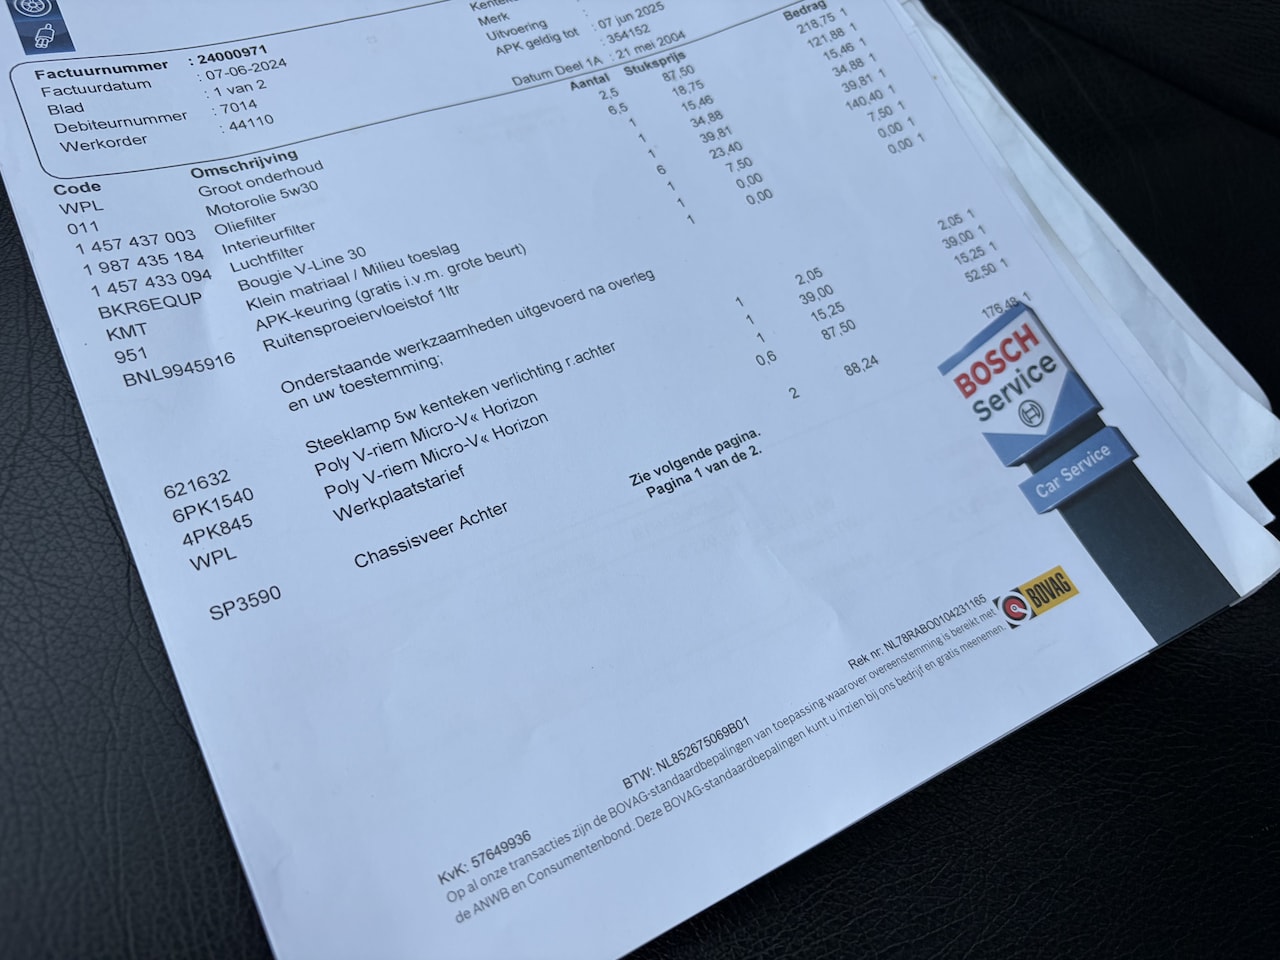 Merk :
Uitvoering :
APK geldig tot : 07 jun 2025
: 354152
Datum Deel 1A : 21 mei 2004
Factuurnummer : 24000971
Factuurdatum : 07-06-2024
Blad : 1 van 2
Debiteurnummer : 7014
Werkorder : 44110
Code Omschrijving Aantal Stuksprijs Bedrag
WPL Groot onderhoud 2,5 87,50 218,75 1
011 Motorolie 5w30 6,5 18,75 121,88 1
1 457 437 003 Oliefilter 1 15,46 15,46 1
1 987 435 184 Interieurfilter 1 34,88 34,88 1
1 457 433 094 Luchtfilter 1 39,81 39,81 1
BKR6EQUP Bougie V-Line 30 6 23,40 140,40 1
KMT Klein matriaal / Milieu toeslag 1 7,50 7,50 1
951 APK-keuring (gratis i.v.m. grote beurt) 1 0,00 0,00 1
BNL9945916 Ruitensproeiervloeistof 1ltr 1 0,00 0,00 1
Onderstaande werkzaamheden uitgevoerd na overleg
en uw toestemming;
621632 Steeklamp 5w kenteken verlichting r.achter 1 2,05 2,05 1
6PK1540 Poly V-riem Micro-V« Horizon 1 39,00 39,00 1
4PK845 Poly V-riem Micro-V« Horizon 1 15,25 15,25 1
WPL Werkplaatstarief 0,6 87,50 52,50 1
SP3590 Chassisveer Achter 2 88,24 176,48 1
Zie volgende pagina.
Pagina 1 van de 2.
BOSCH
Service
Car Service
BOVAG
KvK: 57649936 BTW: NL852675069B01 Rek nr: NL78RABO0104231165
Op al onze transacties zijn de BOVAG-standaardbepalingen van toepassing waarover overeenstemming is bereikt met
de ANWB en Consumentenbond. Deze BOVAG-standaardbepalingen kunt u inzien bij ons bedrijf en gratis meenemen.